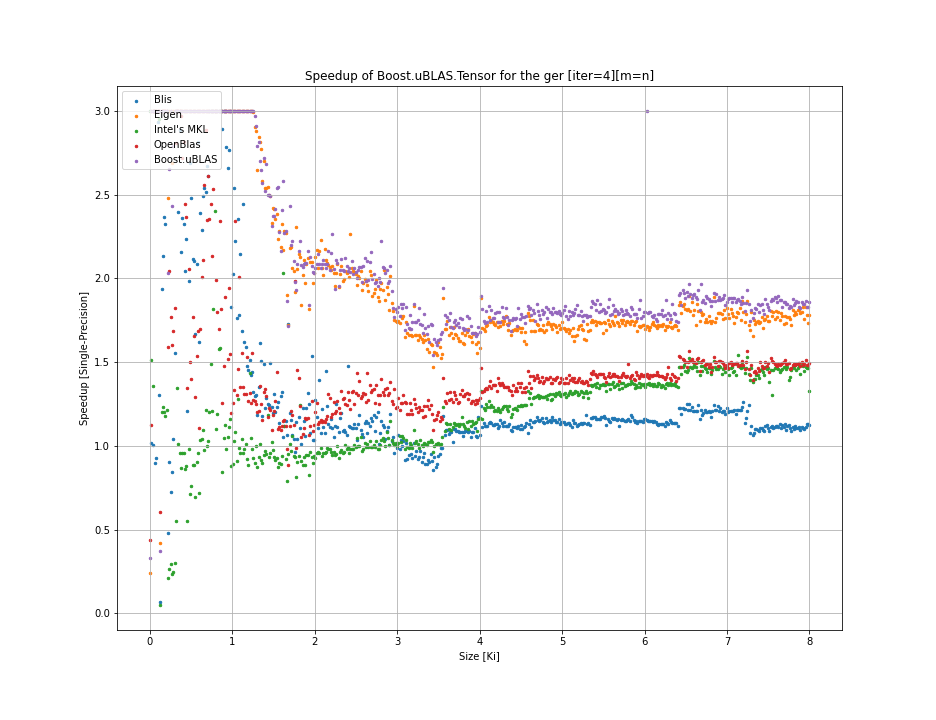 Speedup of Boost.uBLAS.Tensor for the ger [iter=4][m=n]
Speedup [Single-Precision]
3.0
2.5
2.0
1.5
1.0
0.5
0.0
Blis
Eigen
Intel's MKL
OpenBlas
Boost.uBLAS
0 1 2 3 4 5 6 7 8
Size [Ki]